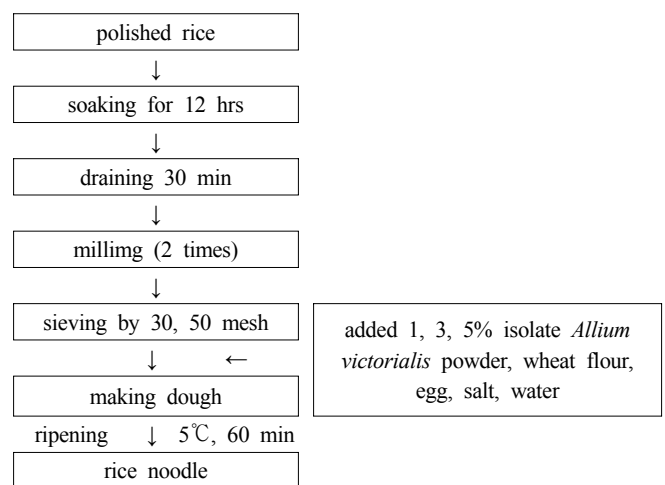 polished rice
↓
soaking for 12 hrs
↓
draining 30 min
↓
millimg (2 times)
↓
sieving by 30, 50 mesh
↓ ←
added 1, 3, 5% isolate Allium
victorialis powder, wheat flour,
egg, salt, water
making dough
ripening ↓ 5℃, 60 min
rice noodle